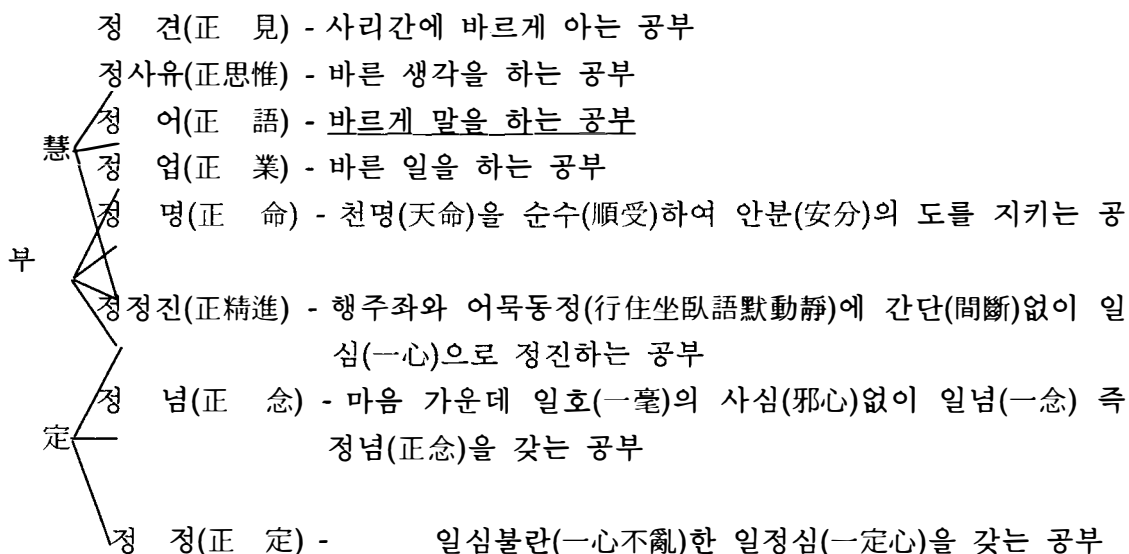 정 견(正 見) - 사리간에 바르게 아는 공부
정사유(正思惟) - 바른 생각을 하는 공부
정 어(正 語) - 바르게 말을 하는 공부
慧
정 업(正 業) - 바른 일을 하는 공부
정 명(正 命) - 천명(天命)을 순수(順受)하여 안분(安分)의 도를 지키는 공
부
정정진(正精進) - 행주좌와 어묵동정(行住坐臥語默動靜)에 간단(間斷)없이 일
심(一心)으로 정진하는 공부
정 념(正 念) - 마음 가운데 일호(一毫)의 사심(邪心)없이 일념(一念) 즉
定
정념(正念)을 갖는 공부
정 정(正 定) - 일심불란(一心不亂)한 일정심(一定心)을 갖는 공부